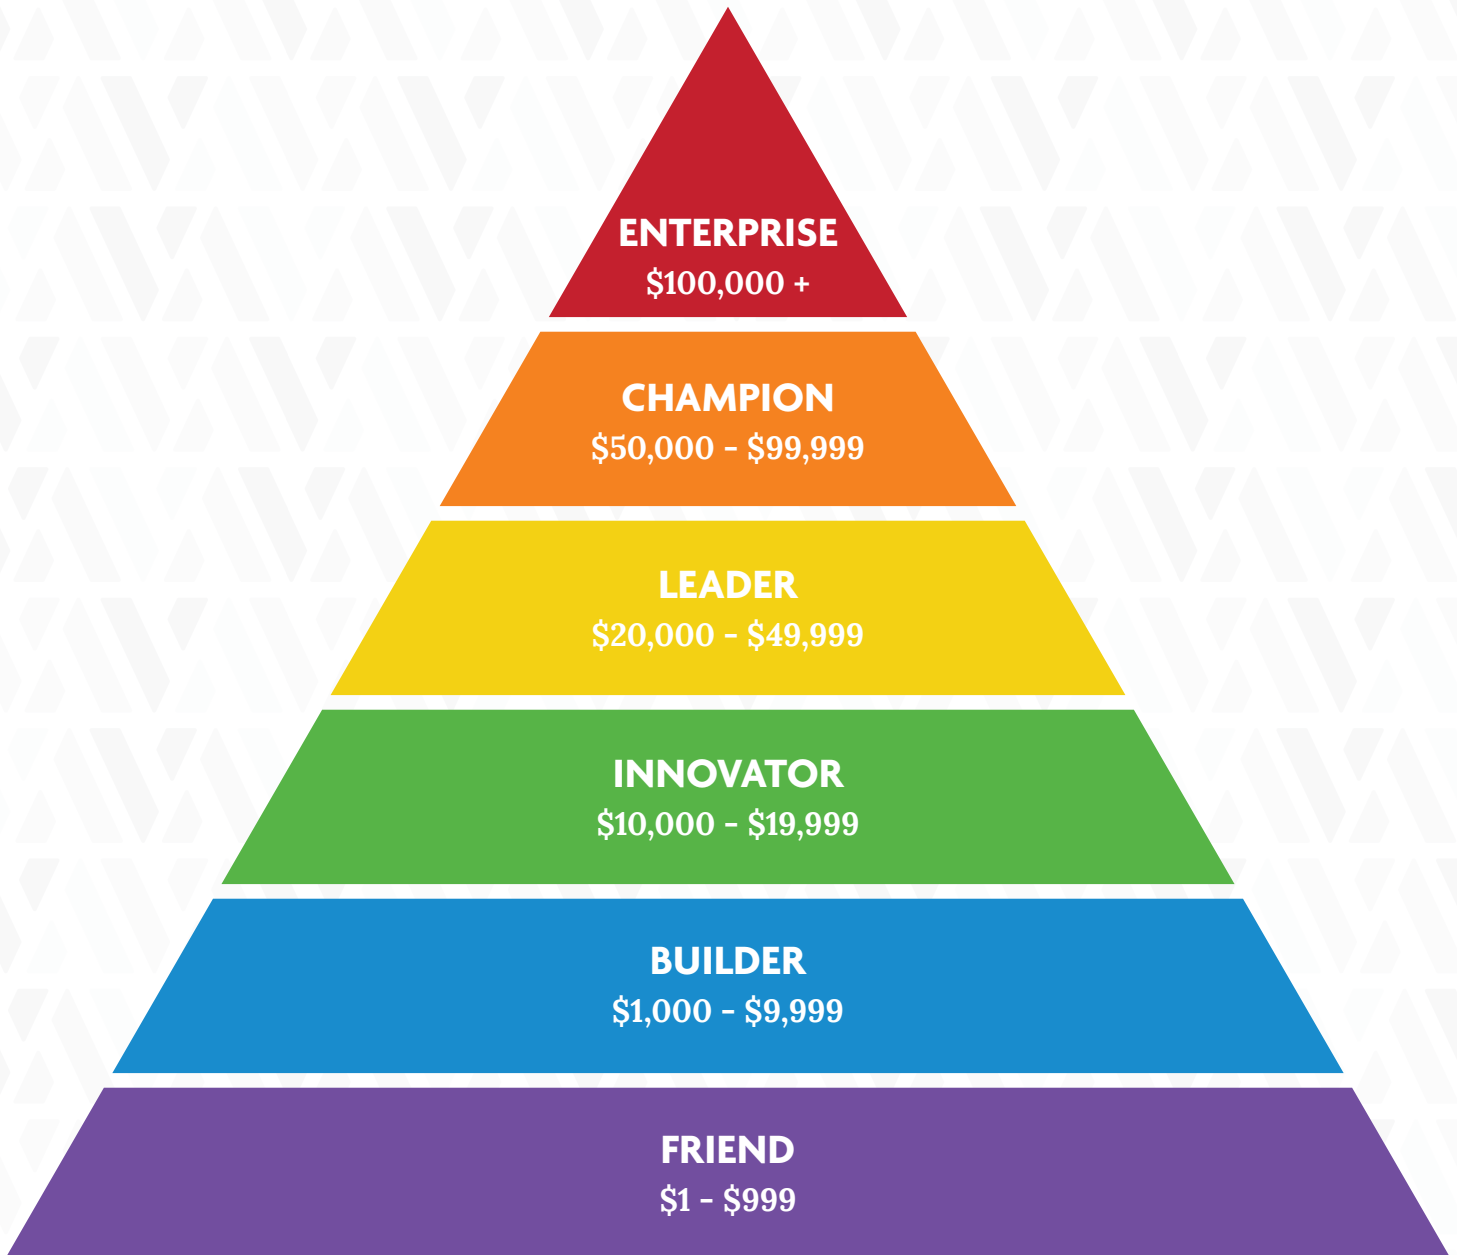 ENTERPRISE
$100,000 +
CHAMPION
$50,000 - $99,999
LEADER
$20,000 - $49,999
INNOVATOR
$10,000 - $19,999
BUILDER
$1,000 - $9,999
FRIEND
$1 - $999